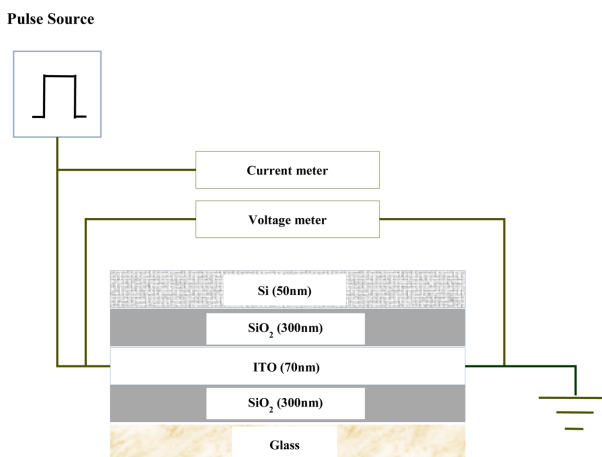 Pulse Source
Current meter
Voltage meter
Si (50nm)
SiO₂ (300nm)
ITO (70nm)
SiO₂ (300nm)
Glass